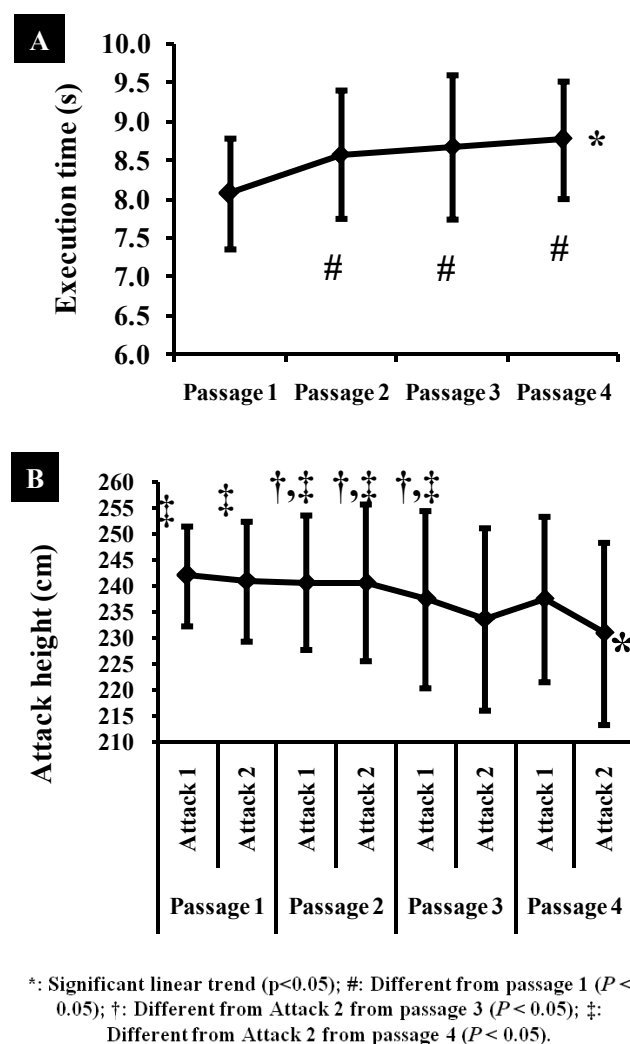 A
Execution time (s)
10.0
9.5
9.0
8.5
8.0
7.5
7.0
6.5
6.0
*
# # #
Passage 1 Passage 2 Passage 3 Passage 4
B
Attack height (cm)
260
255
250
245
240
235
230
225
220
215
210
‡ ‡ †,‡ †,‡ †,‡
*
Attack 1 Attack 2 Attack 1 Attack 2 Attack 1 Attack 2 Attack 1 Attack 2
Passage 1 Passage 2 Passage 3 Passage 4
*: Significant linear trend (p<0.05); #: Different from passage 1 (P <
0.05); †: Different from Attack 2 from passage 3 (P < 0.05); ‡:
Different from Attack 2 from passage 4 (P < 0.05).